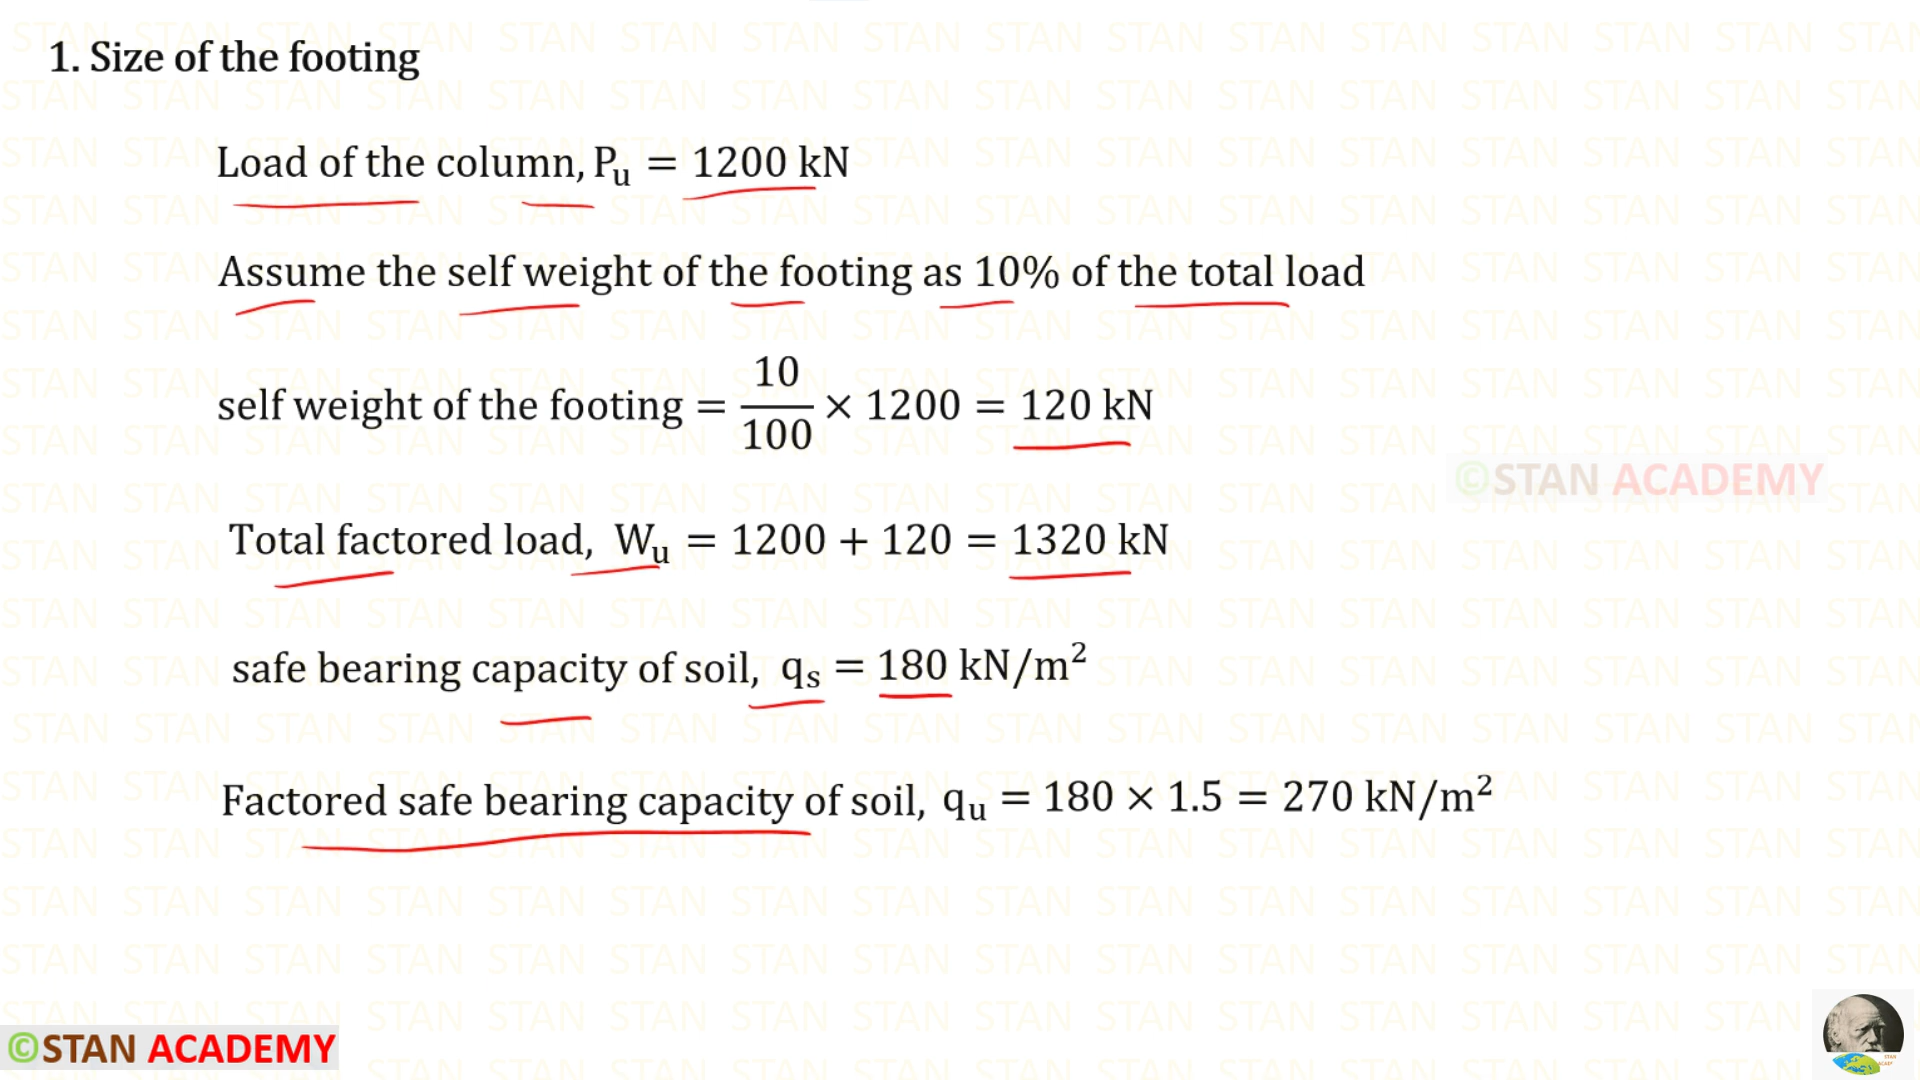 1. Size of the footing
Load of the column, Pᵤ = 1200 kN
Assume the self weight of the footing as 10% of the total load
self weight of the footing = 10/100 × 1200 = 120 kN
Total factored load, Wᵤ = 1200 + 120 = 1320 kN
©STAN ACADEMY
safe bearing capacity of soil, qₛ = 180 kN/m²
Factored safe bearing capacity of soil, qᵤ = 180 × 1.5 = 270 kN/m²
©STAN ACADEMY